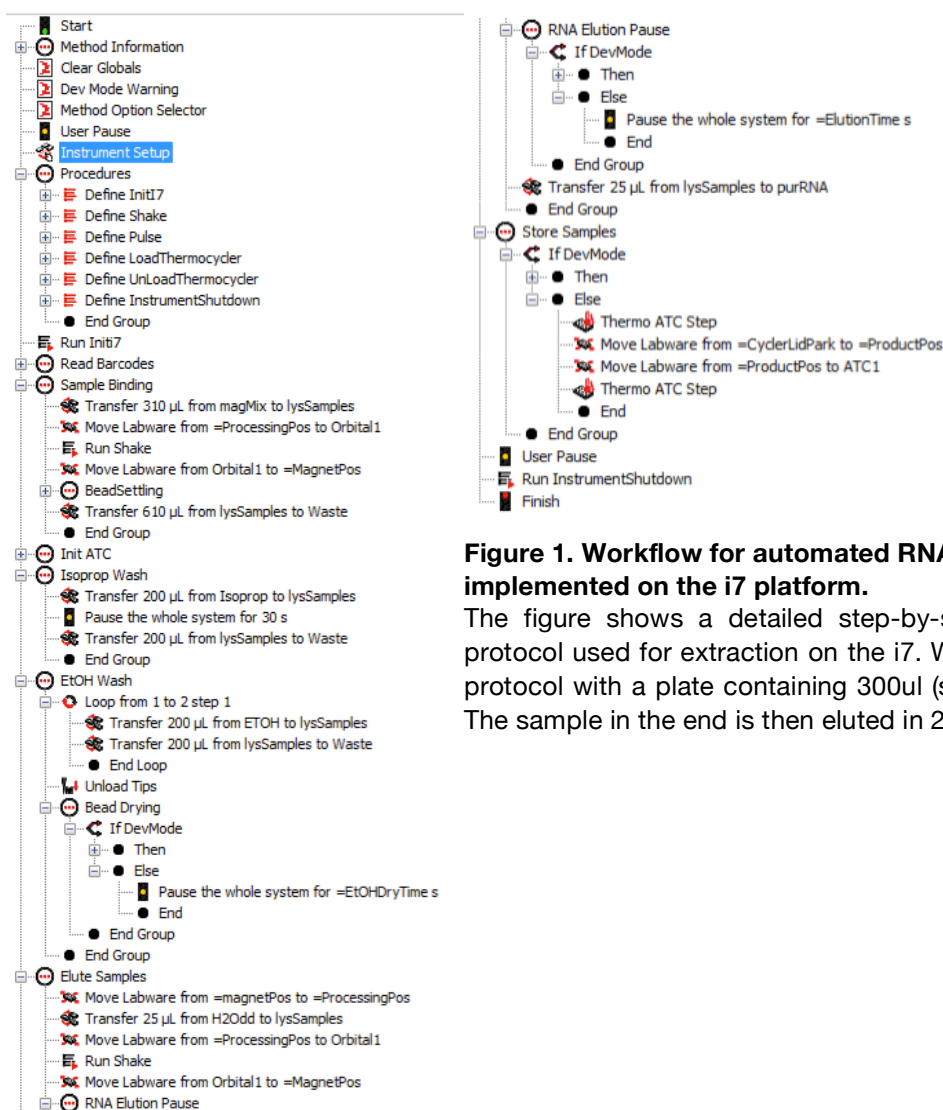 Start
Method Information
Clear Globals
Dev Mode Warning
Method Option Selector
User Pause
Instrument Setup
Procedures
Define InitI7
Define Shake
Define Pulse
Define LoadThermocycler
Define UnLoadThermocycler
Define InstrumentShutdown
End Group
Run Initi7
Read Barcodes
Sample Binding
Transfer 310 µL from magMix to lysSamples
Move Labware from =ProcessingPos to Orbital1
Run Shake
Move Labware from Orbital1 to =MagnetPos
BeadSettling
Transfer 610 µL from lysSamples to Waste
End Group
Init ATC
Isoprop Wash
Transfer 200 µL from Isoprop to lysSamples
Pause the whole system for 30 s
Transfer 200 µL from lysSamples to Waste
End Group
EtOH Wash
Loop from 1 to 2 step 1
Transfer 200 µL from ETOH to lysSamples
Transfer 200 µL from lysSamples to Waste
End Loop
Unload Tips
Bead Drying
If DevMode
Then
Else
Pause the whole system for =EtOHDryTime s
End
End Group
End Group
Elute Samples
Move Labware from =magnetPos to =ProcessingPos
Transfer 25 µL from H2Odd to lysSamples
Move Labware from =ProcessingPos to Orbital1
Run Shake
Move Labware from Orbital1 to =MagnetPos
RNA Elution Pause
RNA Elution Pause
If DevMode
Then
Else
Pause the whole system for =ElutionTime s
End
End Group
Transfer 25 µL from lysSamples to purRNA
End Group
Store Samples
If DevMode
Then
Else
Thermo ATC Step
Move Labware from =CyclerLidPark to =ProductPos
Move Labware from =ProductPos to ATC1
Thermo ATC Step
End
End Group
User Pause
Run InstrumentShutdown
Finish
Figure 1. Workflow for automated RNA
implemented on the i7 platform.
The figure shows a detailed step-by-s
protocol used for extraction on the i7. W
protocol with a plate containing 300ul (s
The sample in the end is then eluted in 2